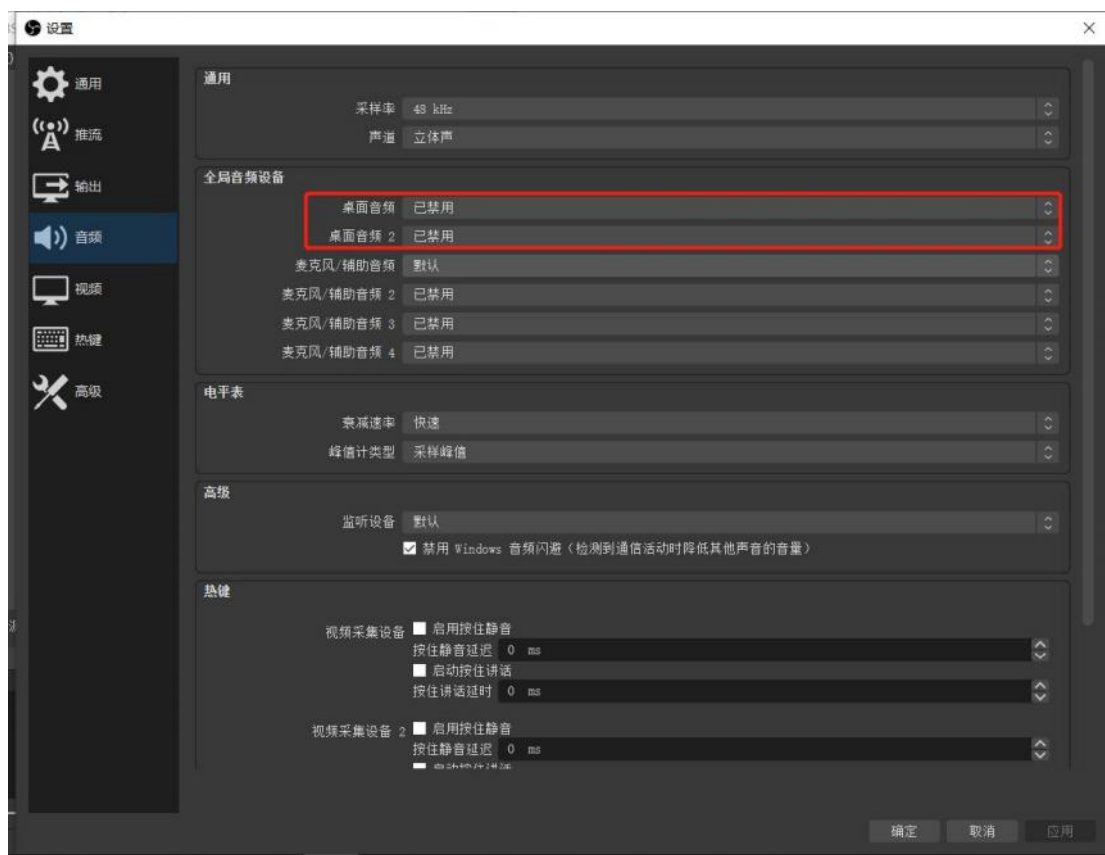 设置
通用
推流
输出
音频
视频
热键
高级
通用
采样率 48 kHz
声道 立体声
全局音频设备
桌面音频 已禁用
桌面音频 2 已禁用
麦克风/辅助音频 默认
麦克风/辅助音频 2 已禁用
麦克风/辅助音频 3 已禁用
麦克风/辅助音频 4 已禁用
电平表
衰减速率 快速
峰值计类型 采样峰值
高级
监听设备 默认
禁用 Windows 音频闪避（检测到通信活动时降低其他声音的音量）
热键
视频采集设备 启用按住静音
按住静音延迟 0 ms
启动按住讲话
按住讲话延时 0 ms
视频采集设备 2 启用按住静音
按住静音延迟 0 ms
确定 取消 应用